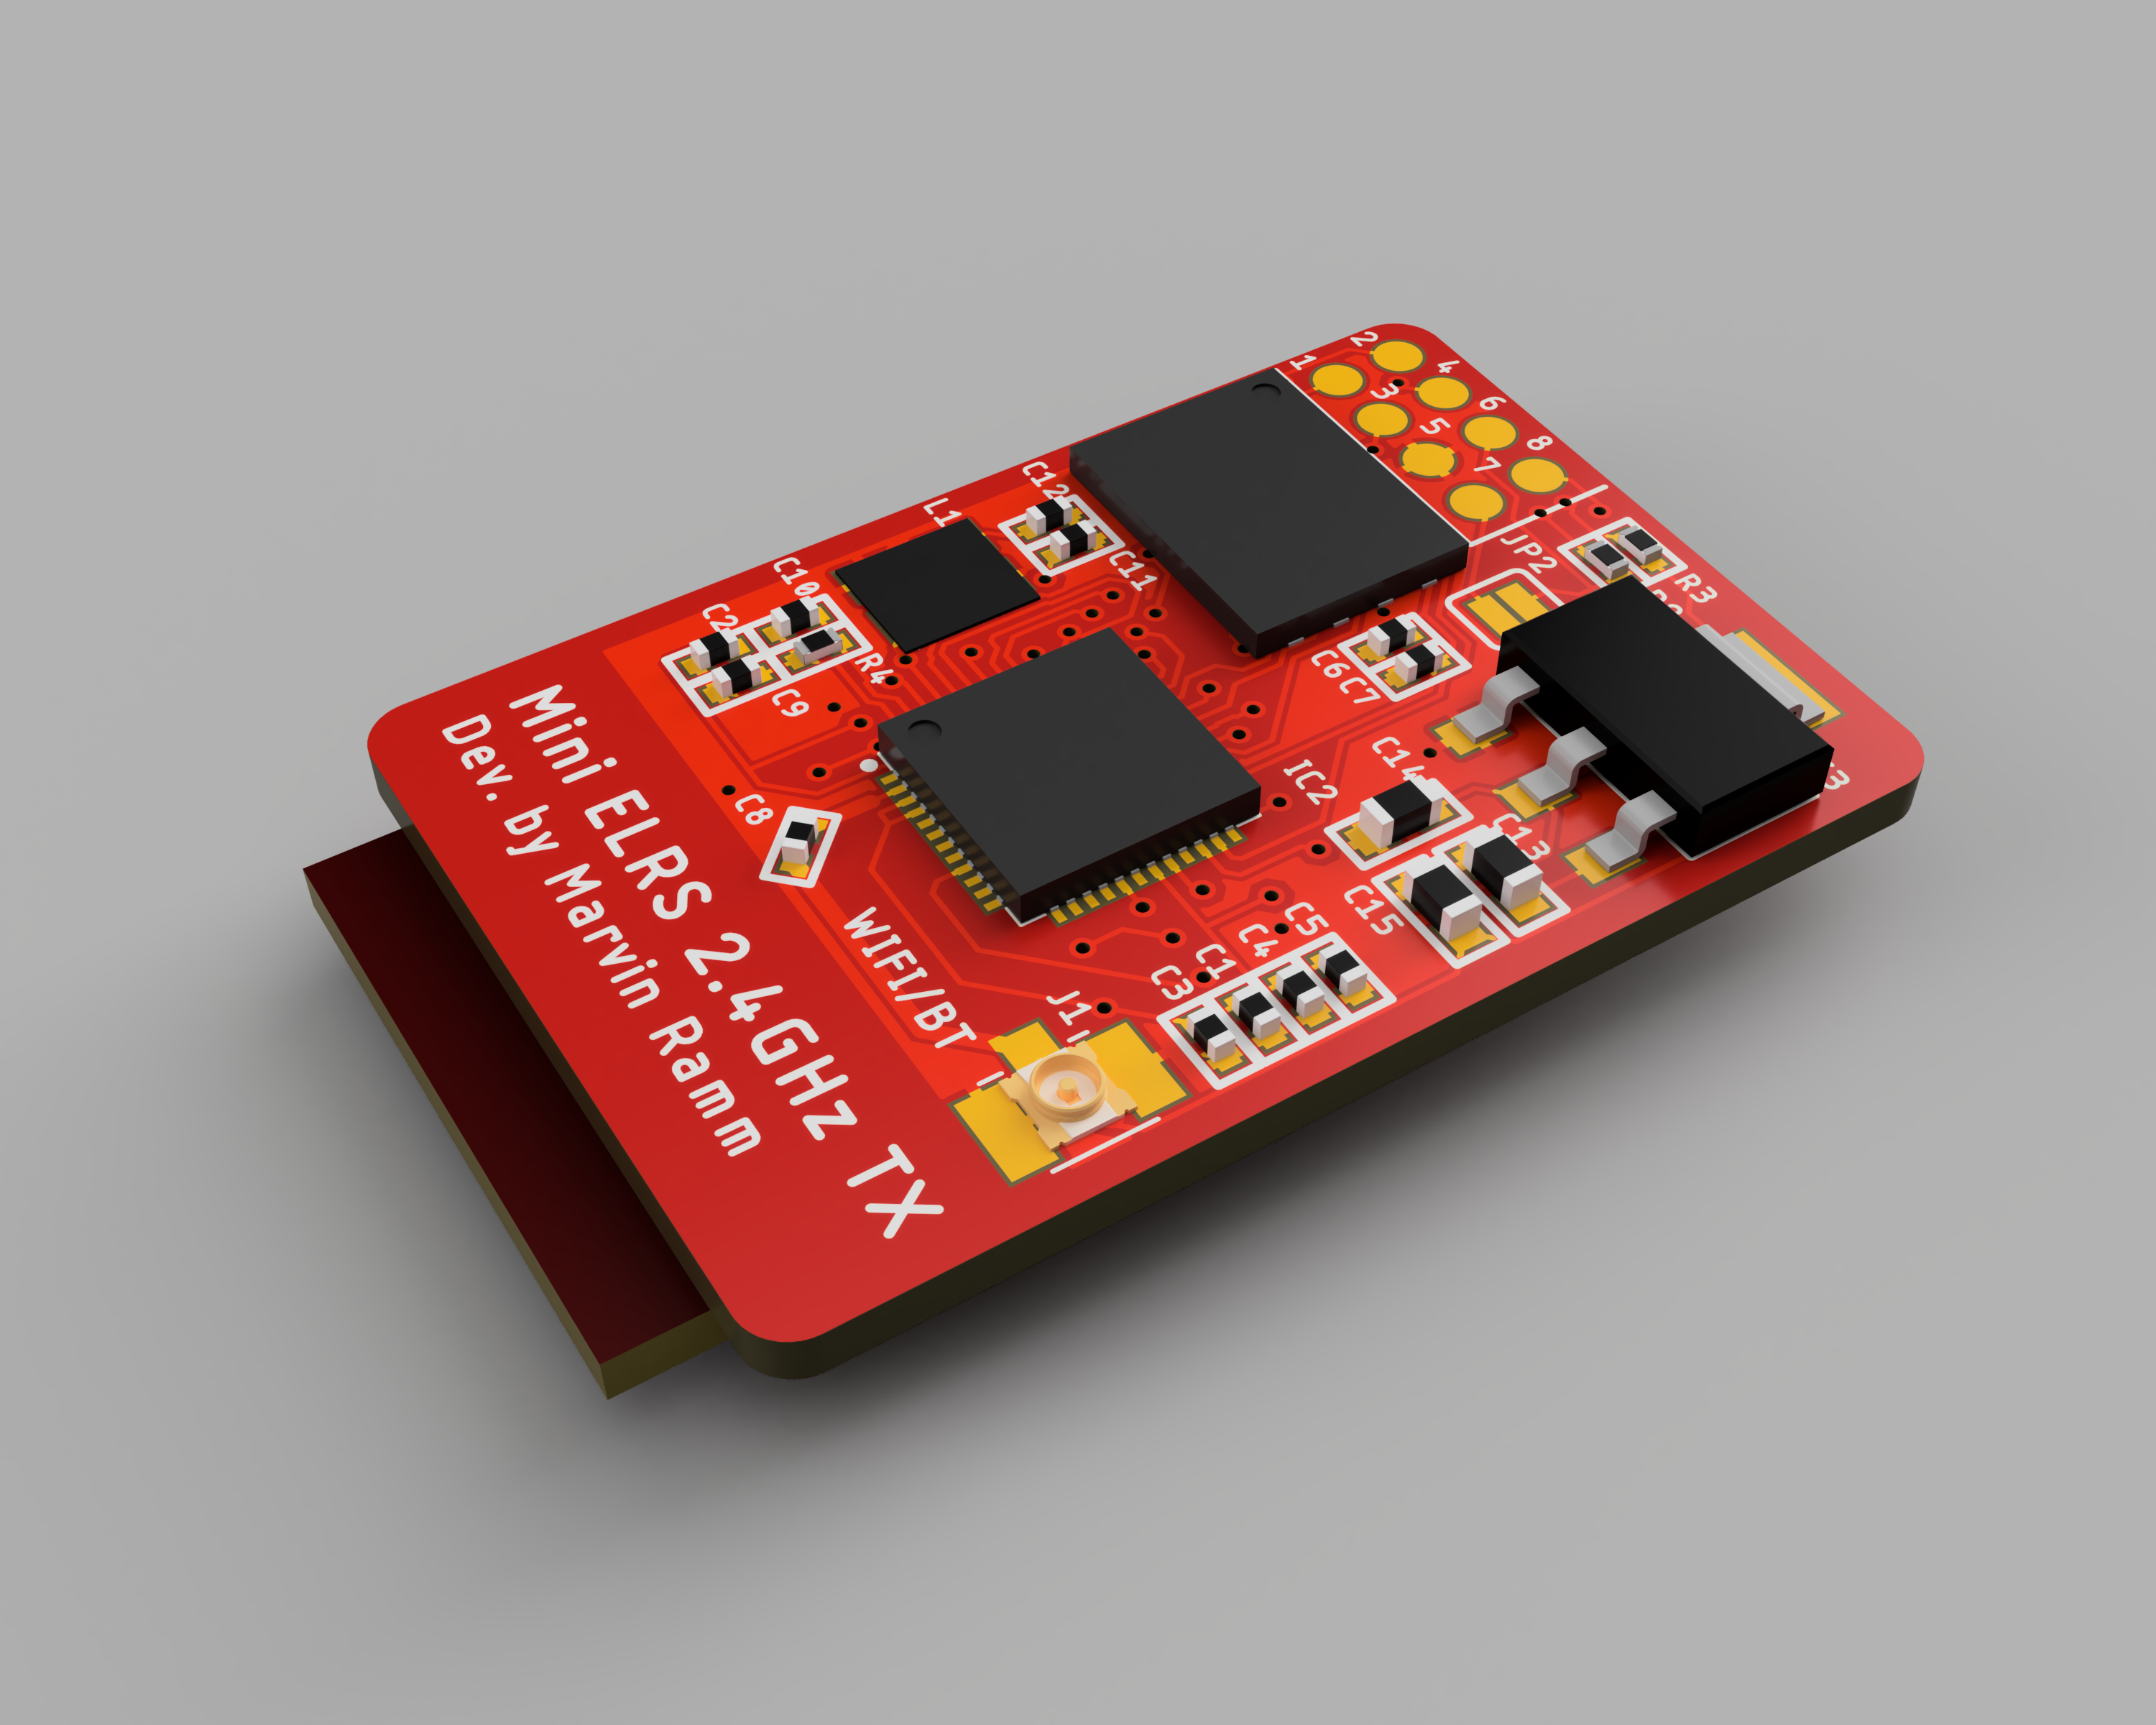 Mini ELRS 2.4GHz TX
Dev. by Marvin Ramm
WIFI/BT
J1
C8
C2
C10
C9
R4
L1
C12
C11
IC2
C3
C1
C4
C5
C15
C13
C14
C6
C7
JP2
R3
1
2
3
4
5
6
7
8